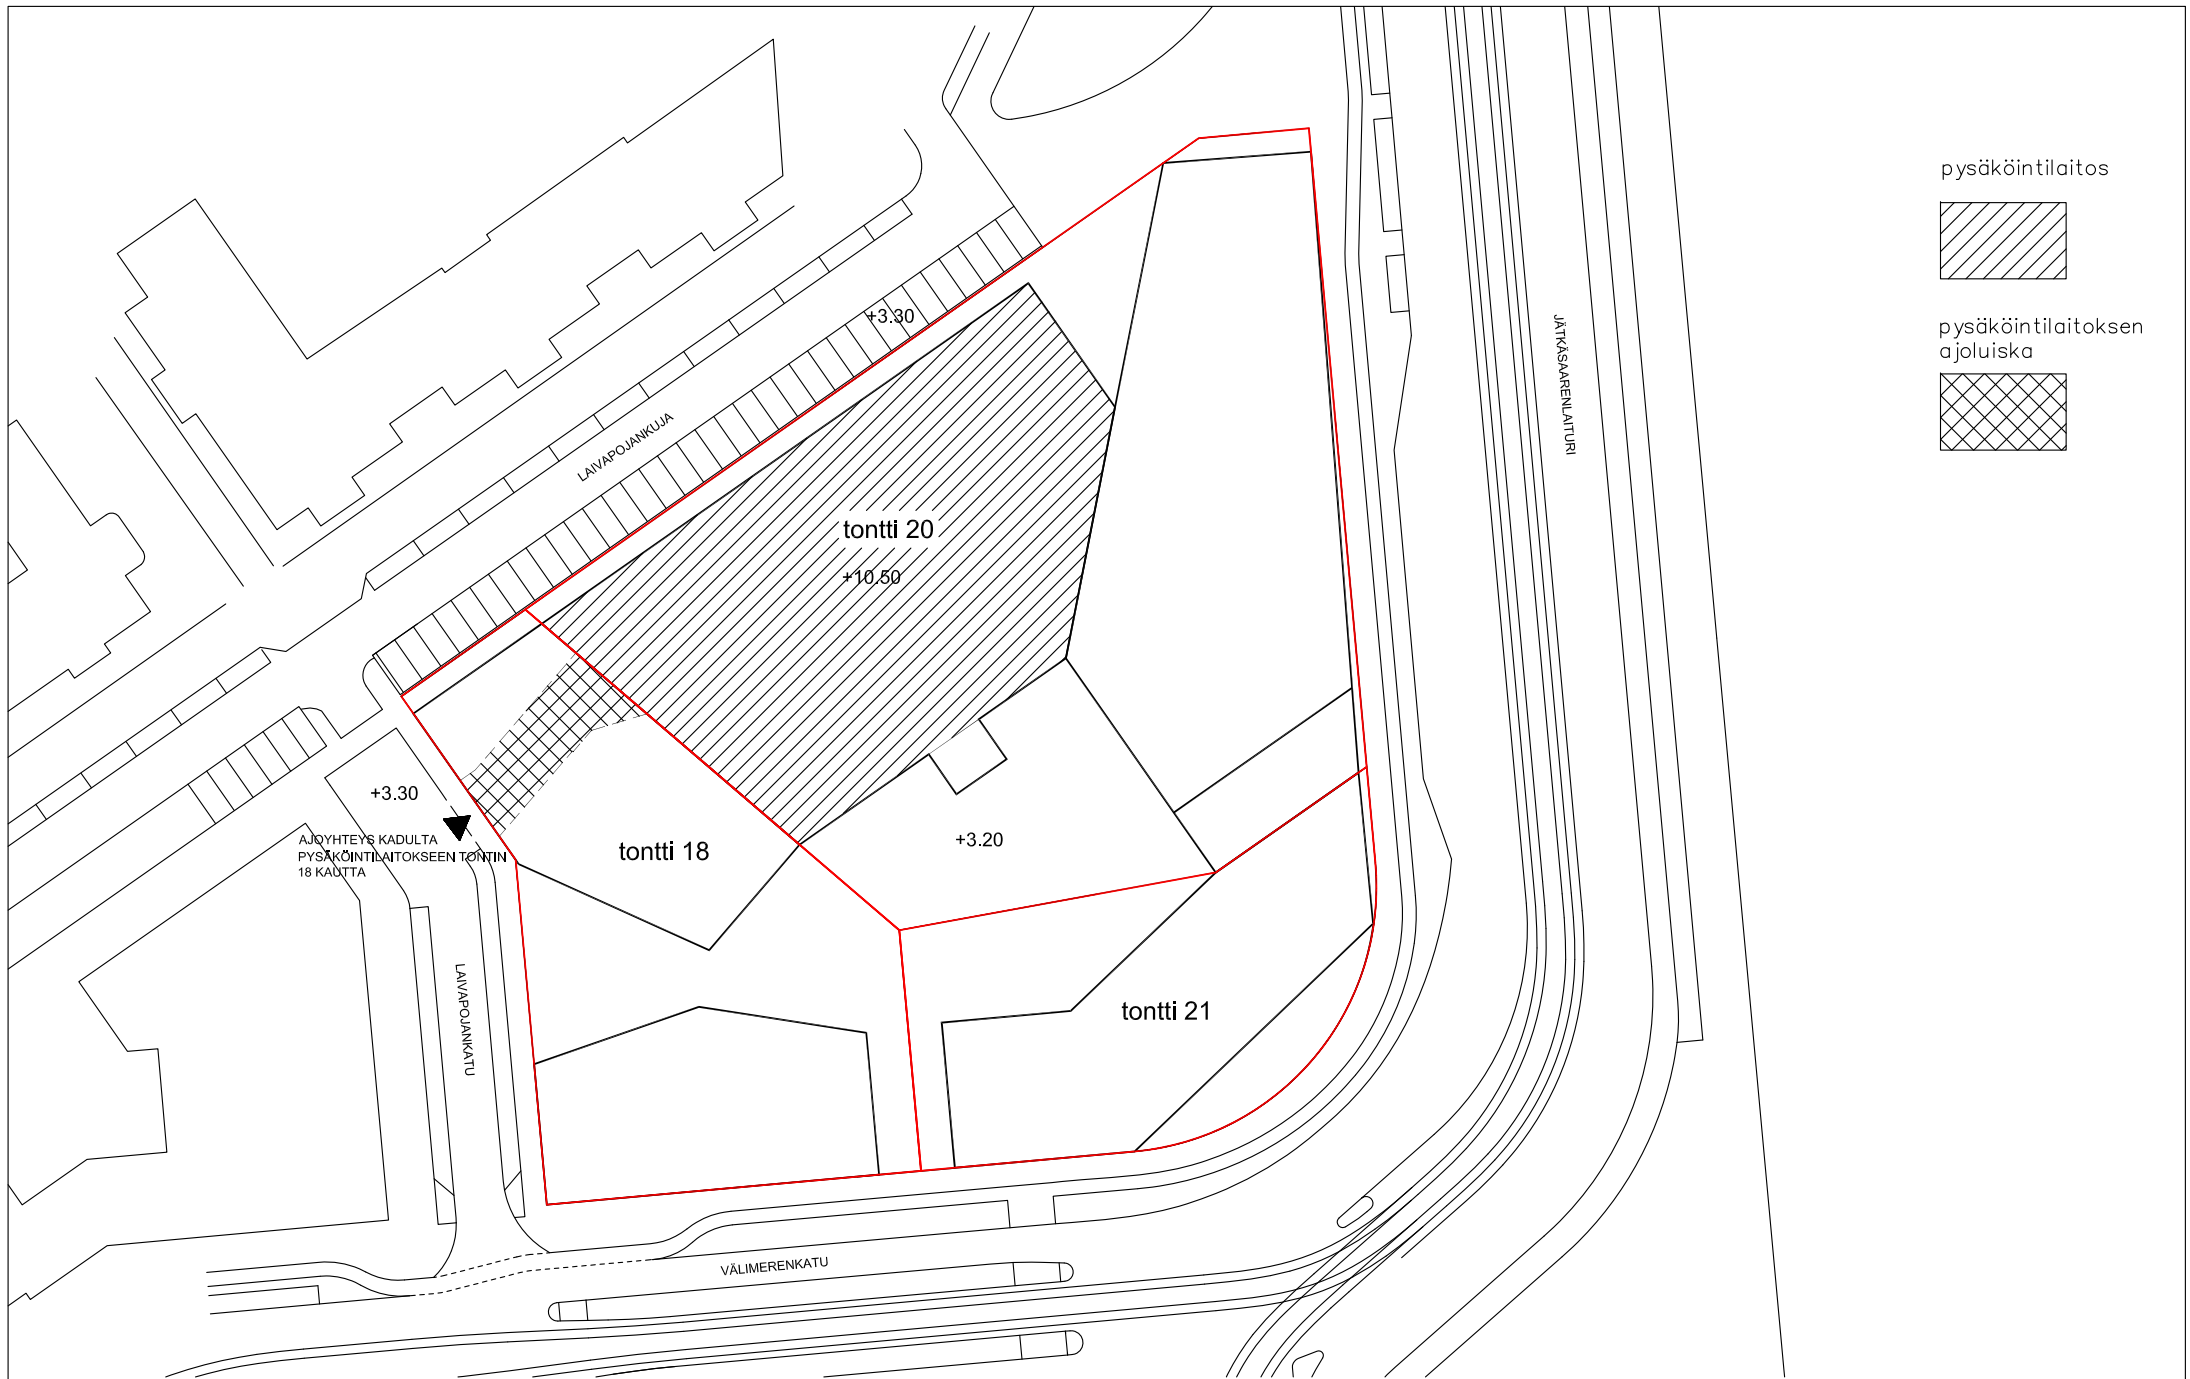 pysäköintilaitos
+3.30
pysäköintilaitoksen
ajoluiska
JÄTKÄSAARENLAITURI
LAIVAPOJANKUJA
tontti 20
+10.50
+3.30
AJOYHTEYS KADULTA
PYSÄKÖINTILAITOKSEEN TONTIN
18 KAUTTA
tontti 18
+3.20
LAIVAPOJANKATU
tontti 21
VÄLIMERENKATU